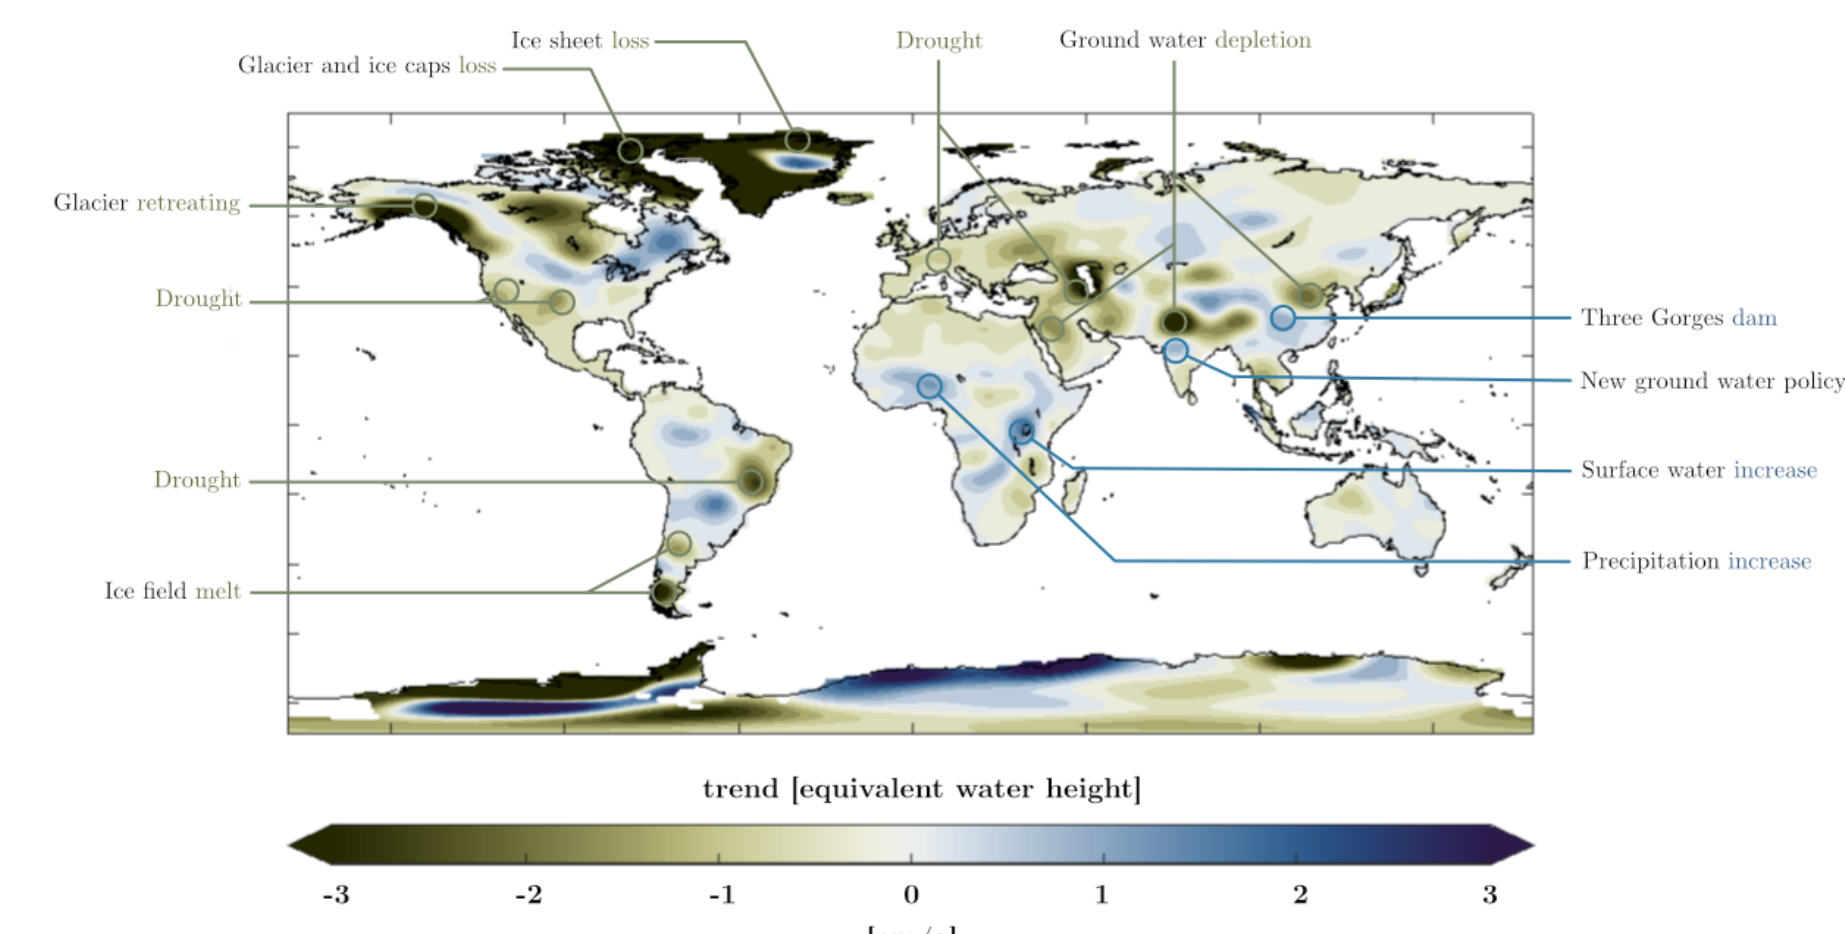 Ice sheet loss
Drought
Ground water depletion
Glacier and ice caps loss
Glacier retreating
Drought
Three Gorges dam
New ground water policy
Surface water increase
Drought
Precipitation increase
Ice field melt
trend [equivalent water height]
-3 -2 -1 0 1 2 3